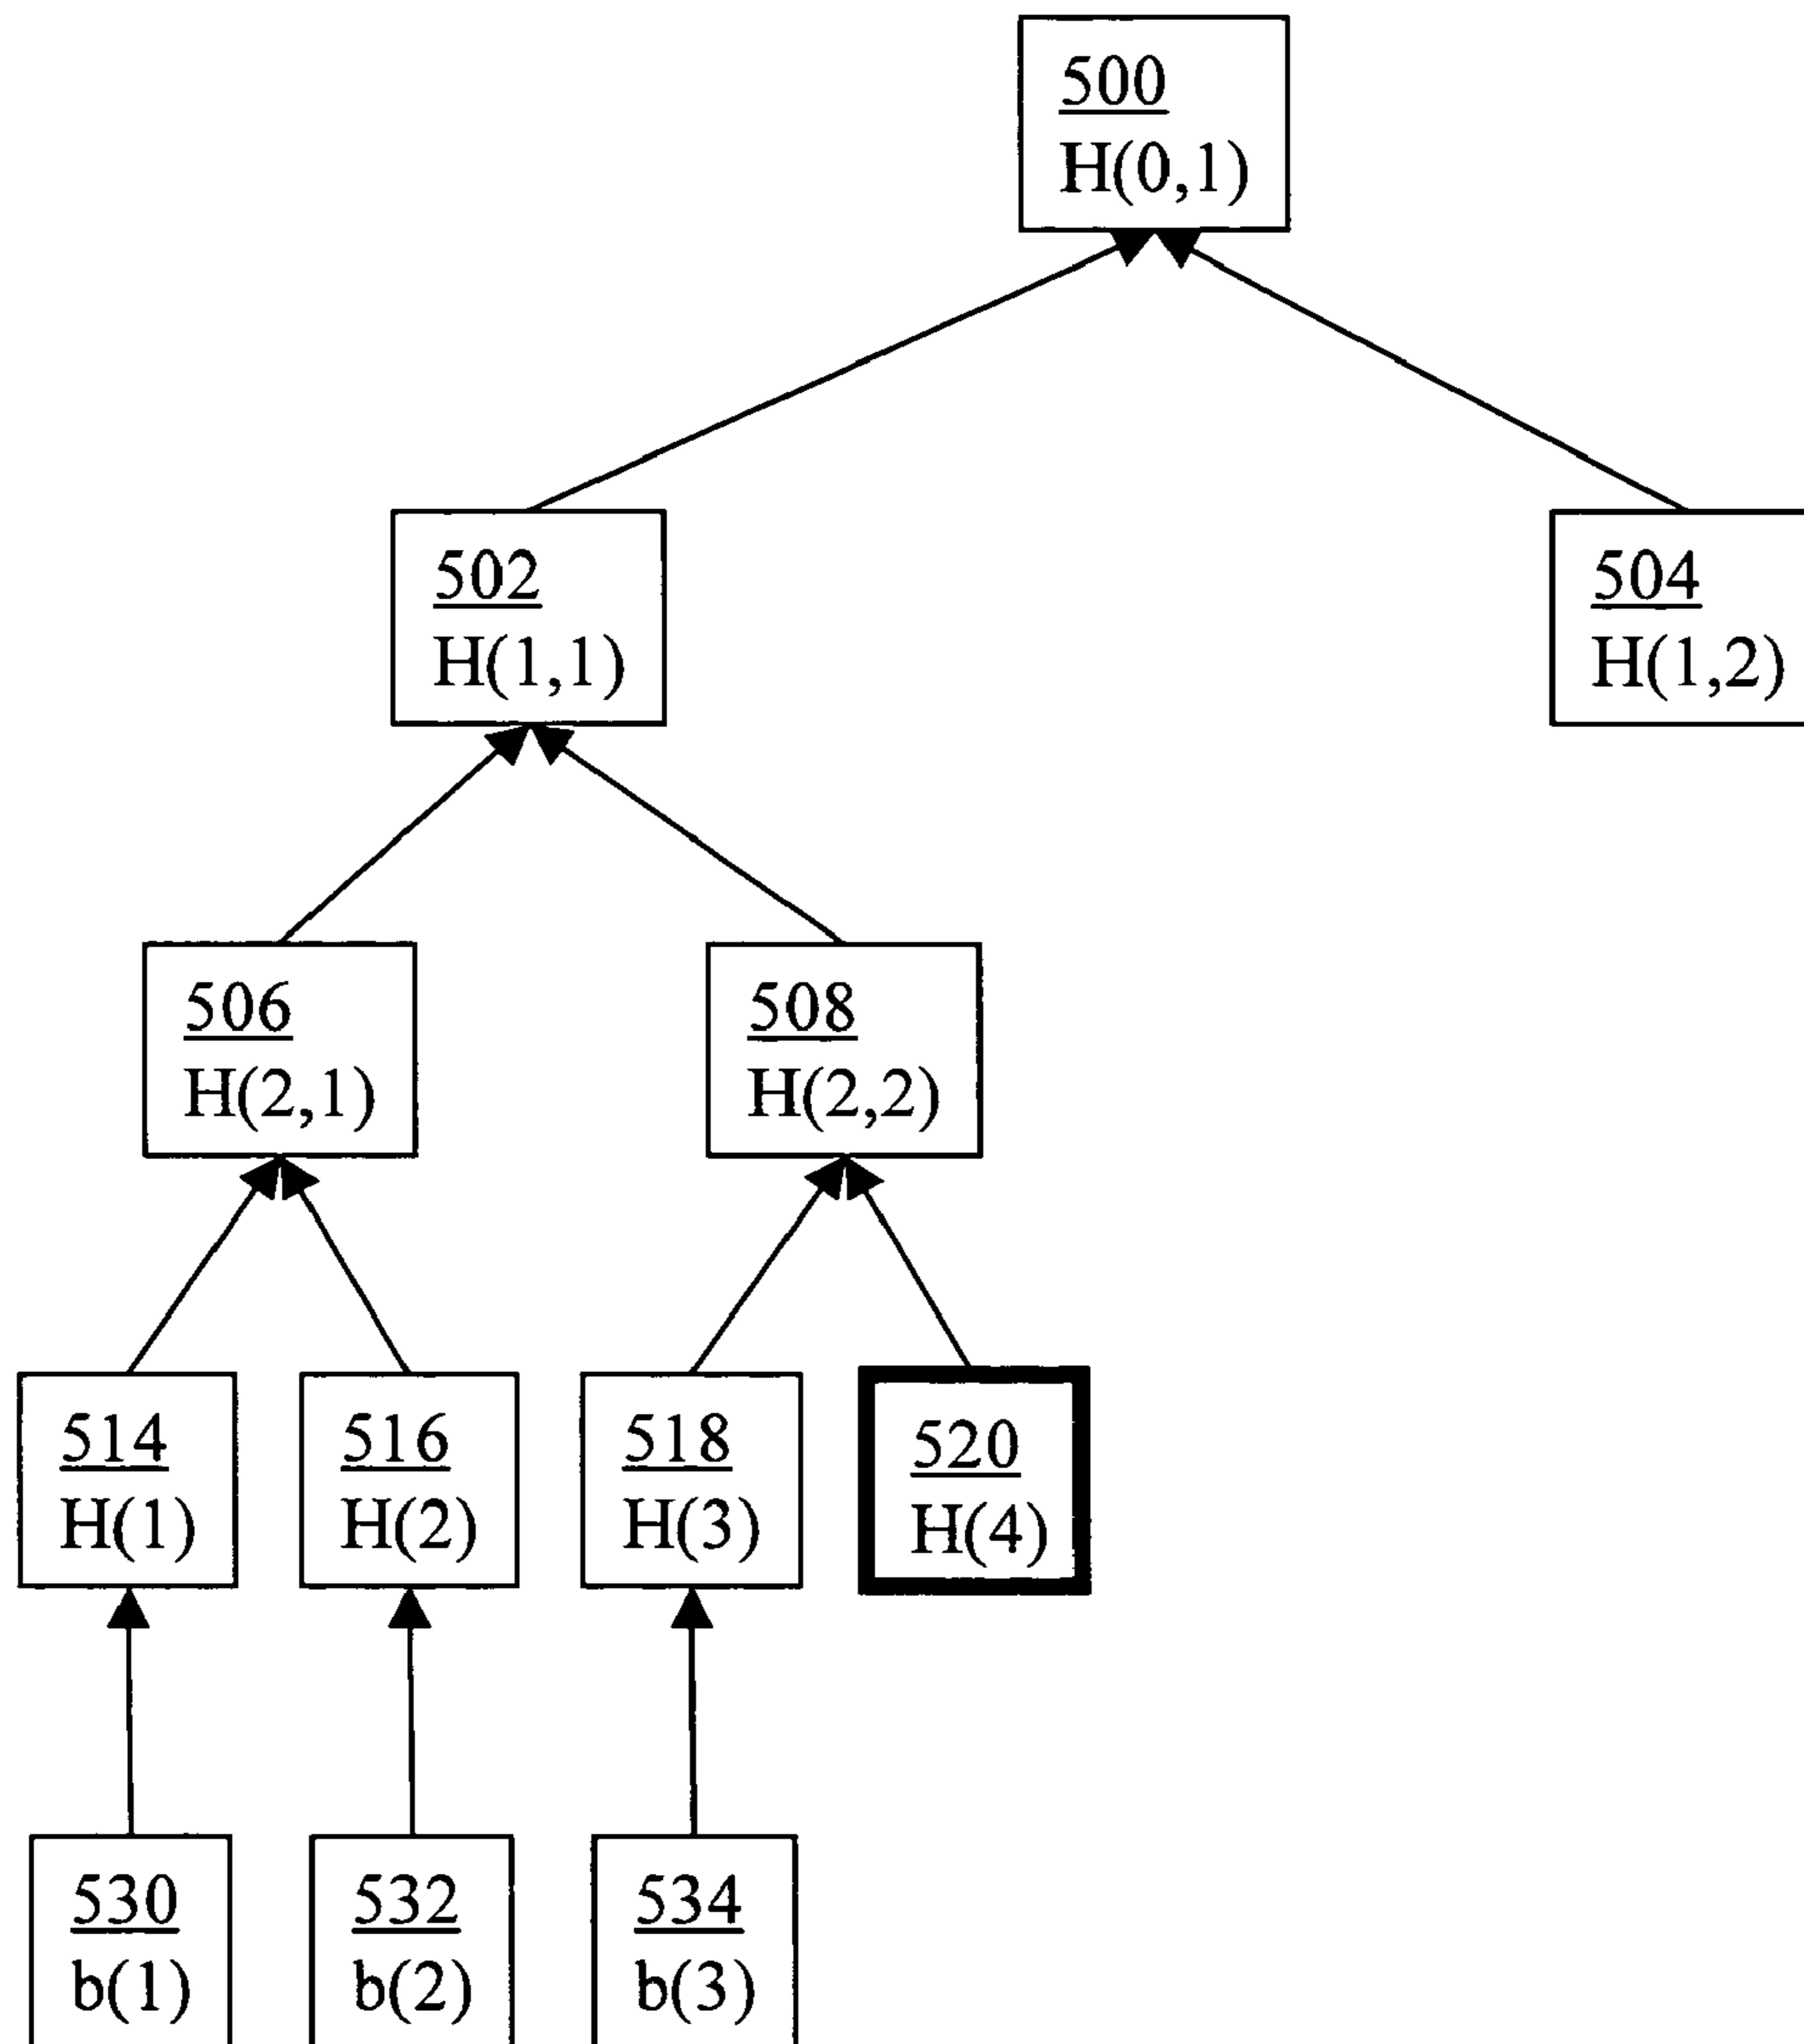 500
H(0,1)
502
H(1,1)
504
H(1,2)
506
H(2,1)
508
H(2,2)
514
H(1)
516
H(2)
518
H(3)
520
H(4)
530
b(1)
532
b(2)
534
b(3)